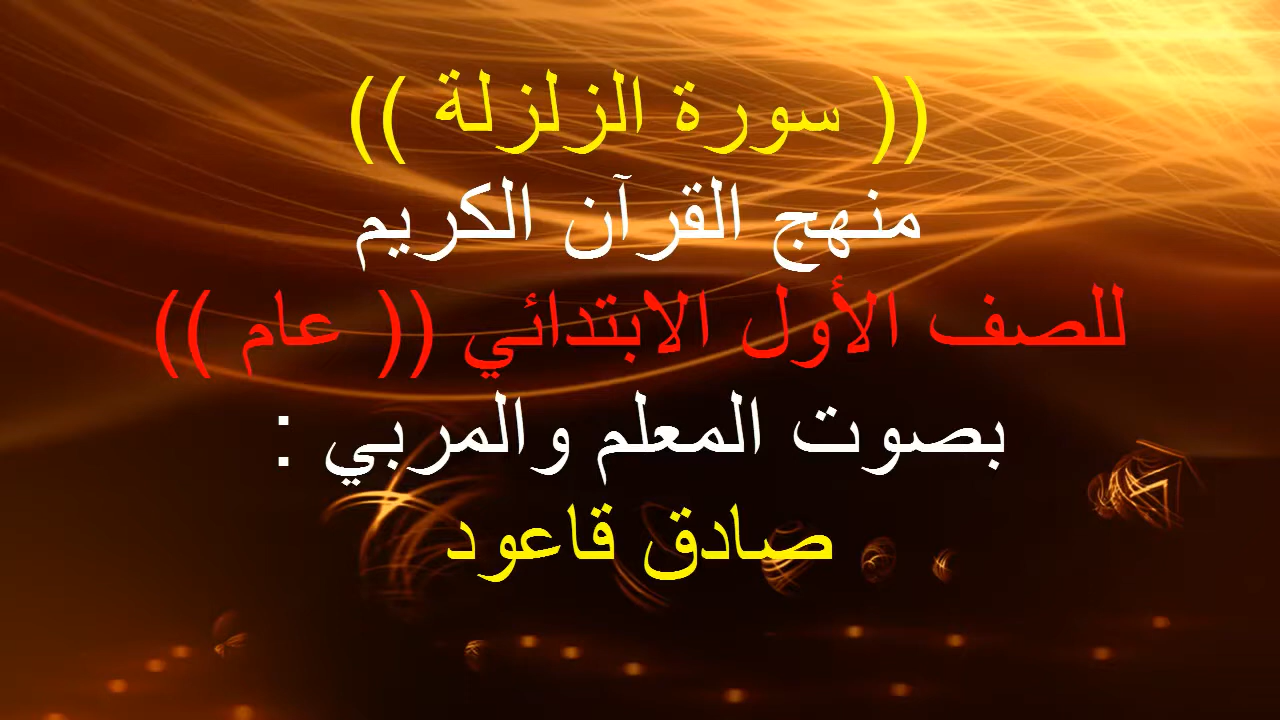 (( سورة الزلزلة ))
منهج القرآن الكريم
للصف الأول الابتدائي (( عام ))
بصوت المعلم والمربي :
صادق قاعود